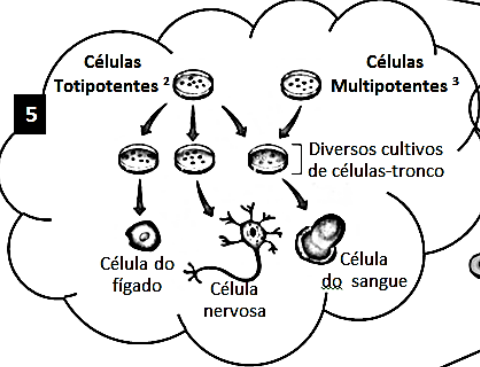 5
Células
Totipotentes ²
Células
Multipotentes ³
Diversos cultivos
de células-tronco
Célula do
fígado
Célula
nervosa
Célula
do sangue